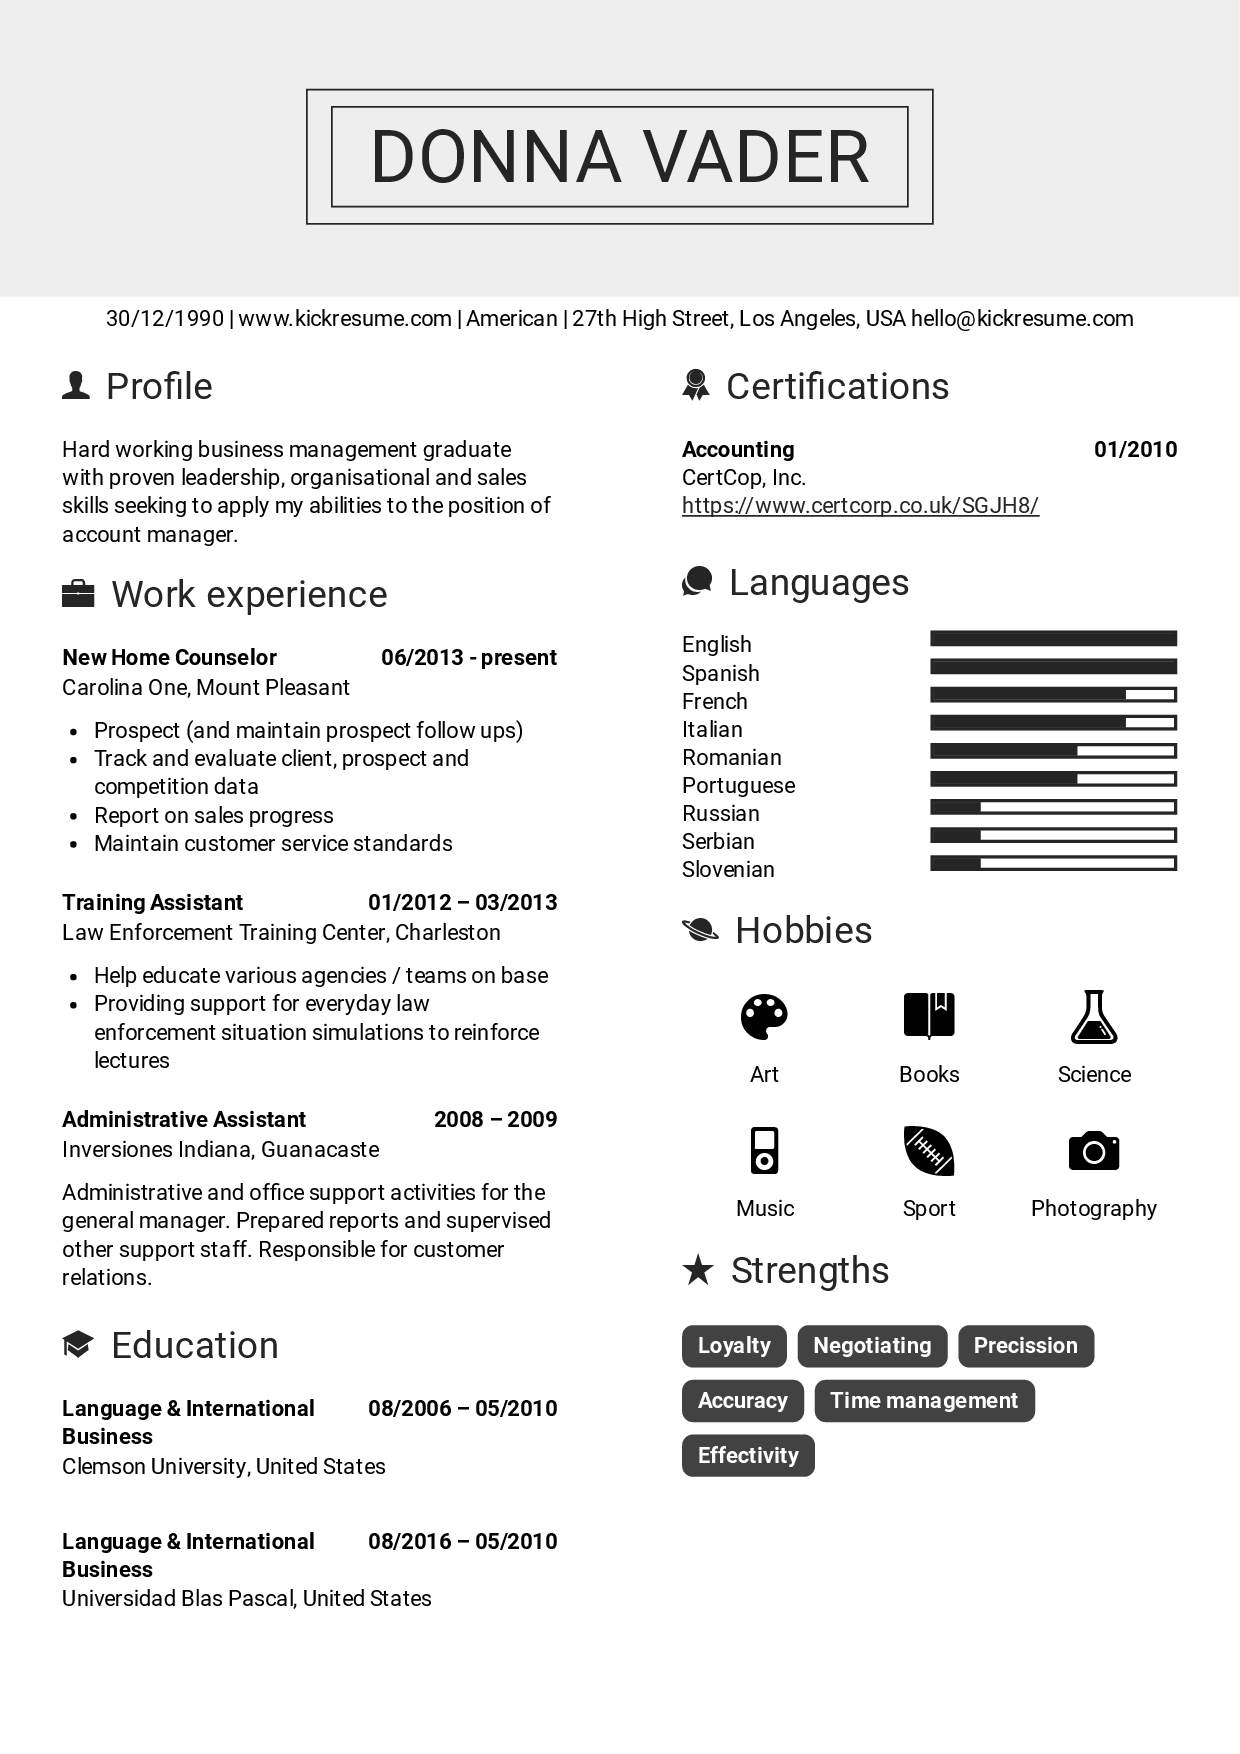 DONNA VADER
30/12/1990 | www.kickresume.com | American | 27th High Street, Los Angeles, USA hello@kickresume.com
Profile
Hard working business management graduate
with proven leadership, organisational and sales
skills seeking to apply my abilities to the position of
account manager.
Work experience
New Home Counselor 06/2013 - present
Carolina One, Mount Pleasant
• Prospect (and maintain prospect follow ups)
• Track and evaluate client, prospect and
competition data
• Report on sales progress
• Maintain customer service standards
Training Assistant 01/2012 – 03/2013
Law Enforcement Training Center, Charleston
• Help educate various agencies / teams on base
• Providing support for everyday law
enforcement situation simulations to reinforce
lectures
Administrative Assistant 2008 – 2009
Inversiones Indiana, Guanacaste
Administrative and office support activities for the
general manager. Prepared reports and supervised
other support staff. Responsible for customer
relations.
Education
Language & International 08/2006 – 05/2010
Business
Clemson University, United States
Language & International 08/2016 – 05/2010
Business
Universidad Blas Pascal, United States
Certifications
Accounting 01/2010
CertCop, Inc.
https://www.certcorp.co.uk/SGJH8/
Languages
English
Spanish
French
Italian
Romanian
Portuguese
Russian
Serbian
Slovenian
Hobbies
Art Books Science
Music Sport Photography
Strengths
Loyalty Negotiating Precission
Accuracy Time management
Effectivity